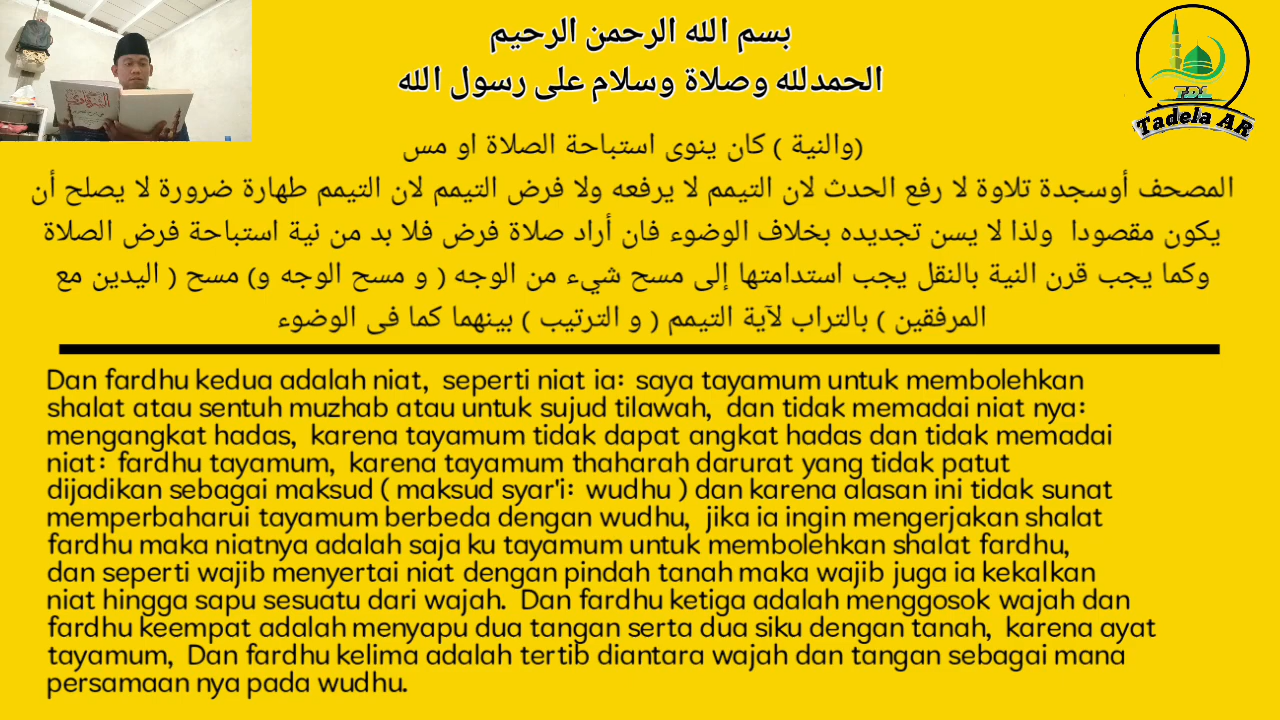 بسم الله الرحمن الرحيم
الحمدلله وصلاة وسلام على رسول الله
TDL
Tadela AR
(والنية ) كان ينوى استباحة الصلاة او مس
المصحف أوسجدة تلاوة لا رفع الحدث لان التيمم لا يرفعه ولا فرض التيمم لان التيمم طهارة ضرورة لا يصلح أن
يكون مقصودا ولذا لا يسن تجديده بخلاف الوضوء فان أراد صلاة فرض فلا بد من نية استباحة فرض الصلاة
وكما يجب قرن النية بالنقل يجب استدامتها إلى مسح شيء من الوجه ( و مسح الوجه و) مسح ( اليدين مع
المرفقين ) بالتراب لآية التيمم ( و الترتيب ) بينهما كما فى الوضوء
Dan fardhu kedua adalah niat, seperti niat ia: saya tayamum untuk membolehkan
shalat atau sentuh muzhab atau untuk sujud tilawah, dan tidak memadai niat nya:
mengangkat hadas, karena tayamum tidak dapat angkat hadas dan tidak memadai
niat: fardhu tayamum, karena tayamum thaharah darurat yang tidak patut
dijadikan sebagai maksud ( maksud syar'i: wudhu ) dan karena alasan ini tidak sunat
memperbaharui tayamum berbeda dengan wudhu, jika ia ingin mengerjakan shalat
fardhu maka niatnya adalah saja ku tayamum untuk membolehkan shalat fardhu,
dan seperti wajib menyertai niat dengan pindah tanah maka wajib juga ia kekalkan
niat hingga sapu sesuatu dari wajah. Dan fardhu ketiga adalah menggosok wajah dan
fardhu keempat adalah menyapu dua tangan serta dua siku dengan tanah, karena ayat
tayamum, Dan fardhu kelima adalah tertib diantara wajah dan tangan sebagai mana
persamaan nya pada wudhu.